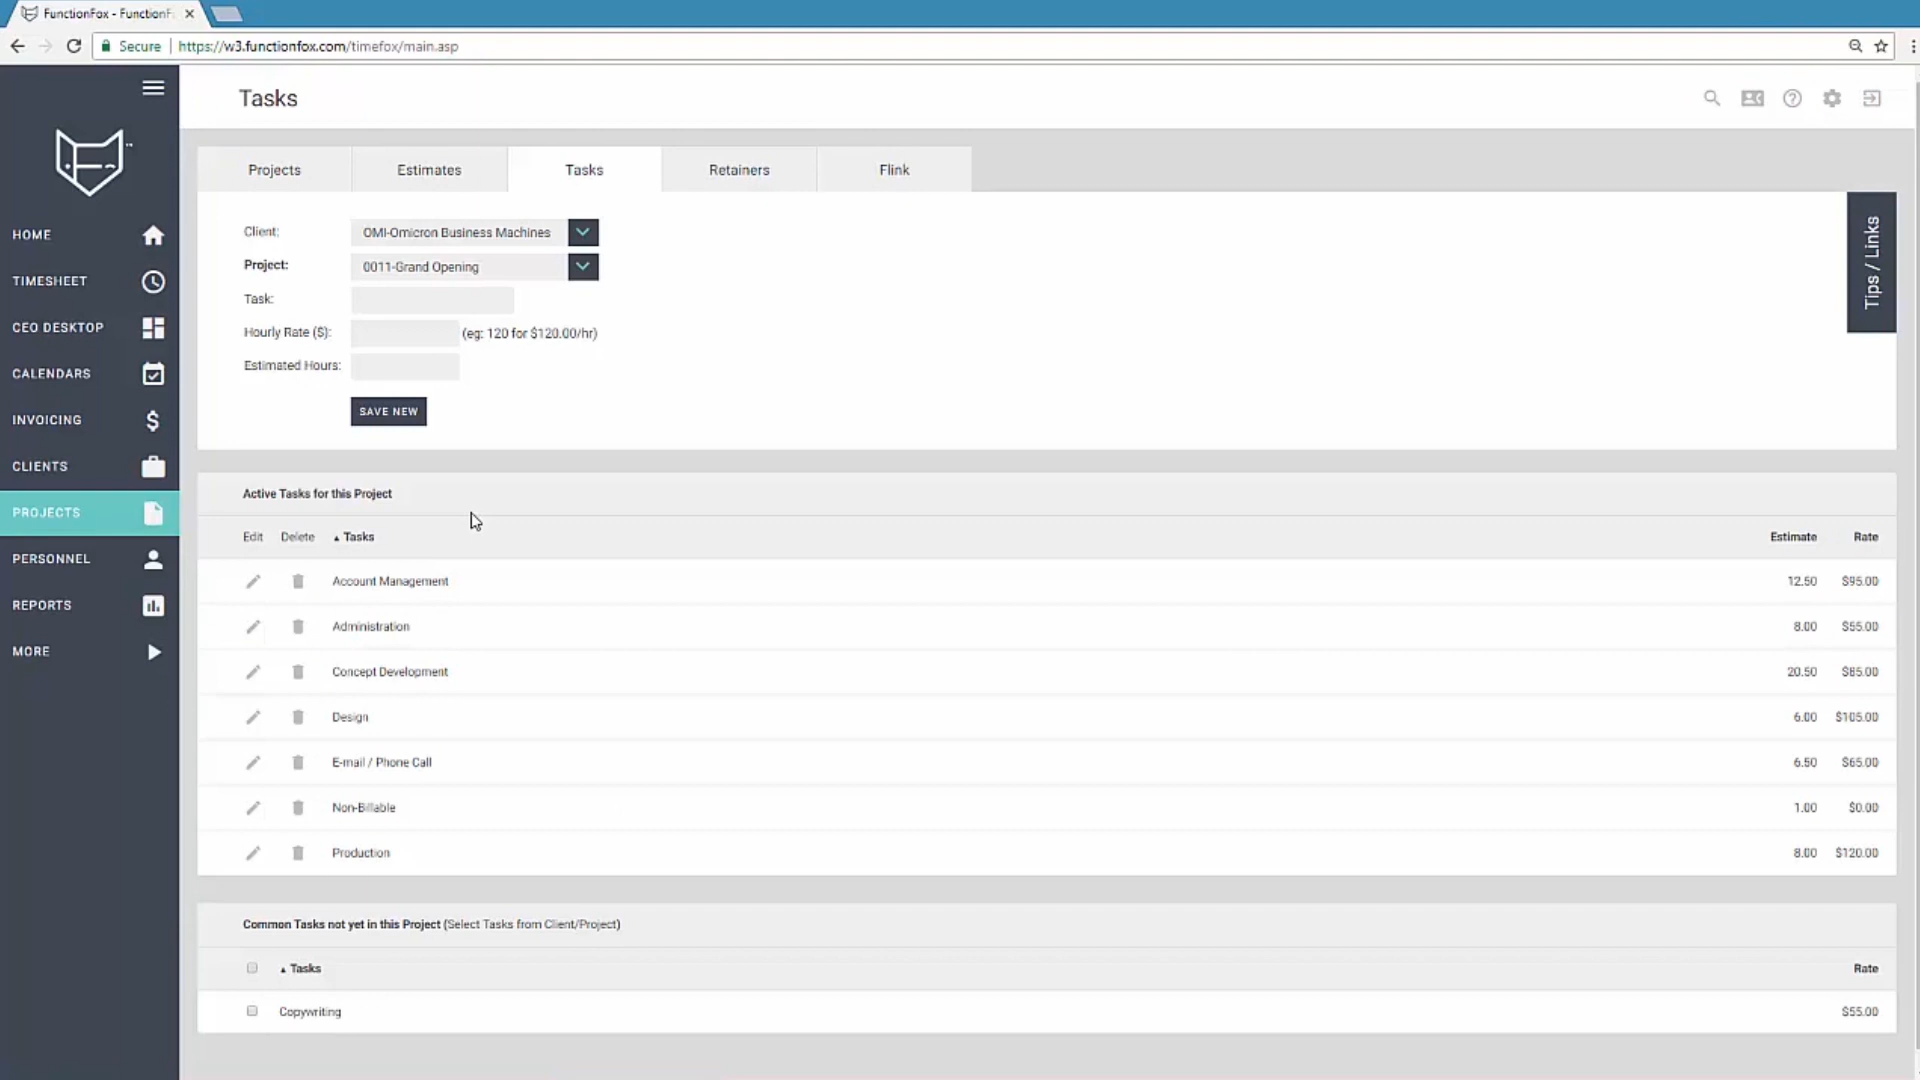 FunctionFox - FunctionF
Secure https://w3.functionfox.com/timefox/main.asp
Tasks
HOME
TIMESHEET
CEO DESKTOP
CALENDARS
INVOICING
CLIENTS
PROJECTS
PERSONNEL
REPORTS
MORE
Projects Estimates Tasks Retainers Flink
Client: OMI-Omicron Business Machines
Project: 0011-Grand Opening
Task:
Hourly Rate ($): (eg: 120 for $120.00/hr)
Estimated Hours:
SAVE NEW
Tips / Links
Active Tasks for this Project
Edit Delete ▲ Tasks Estimate Rate
Account Management 12.50 $95.00
Administration 8.00 $55.00
Concept Development 20.50 $85.00
Design 6.00 $105.00
E-mail / Phone Call 6.50 $65.00
Non-Billable 1.00 $0.00
Production 8.00 $120.00
Common Tasks not yet in this Project (Select Tasks from Client/Project)
▲ Tasks Rate
Copywriting $55.00